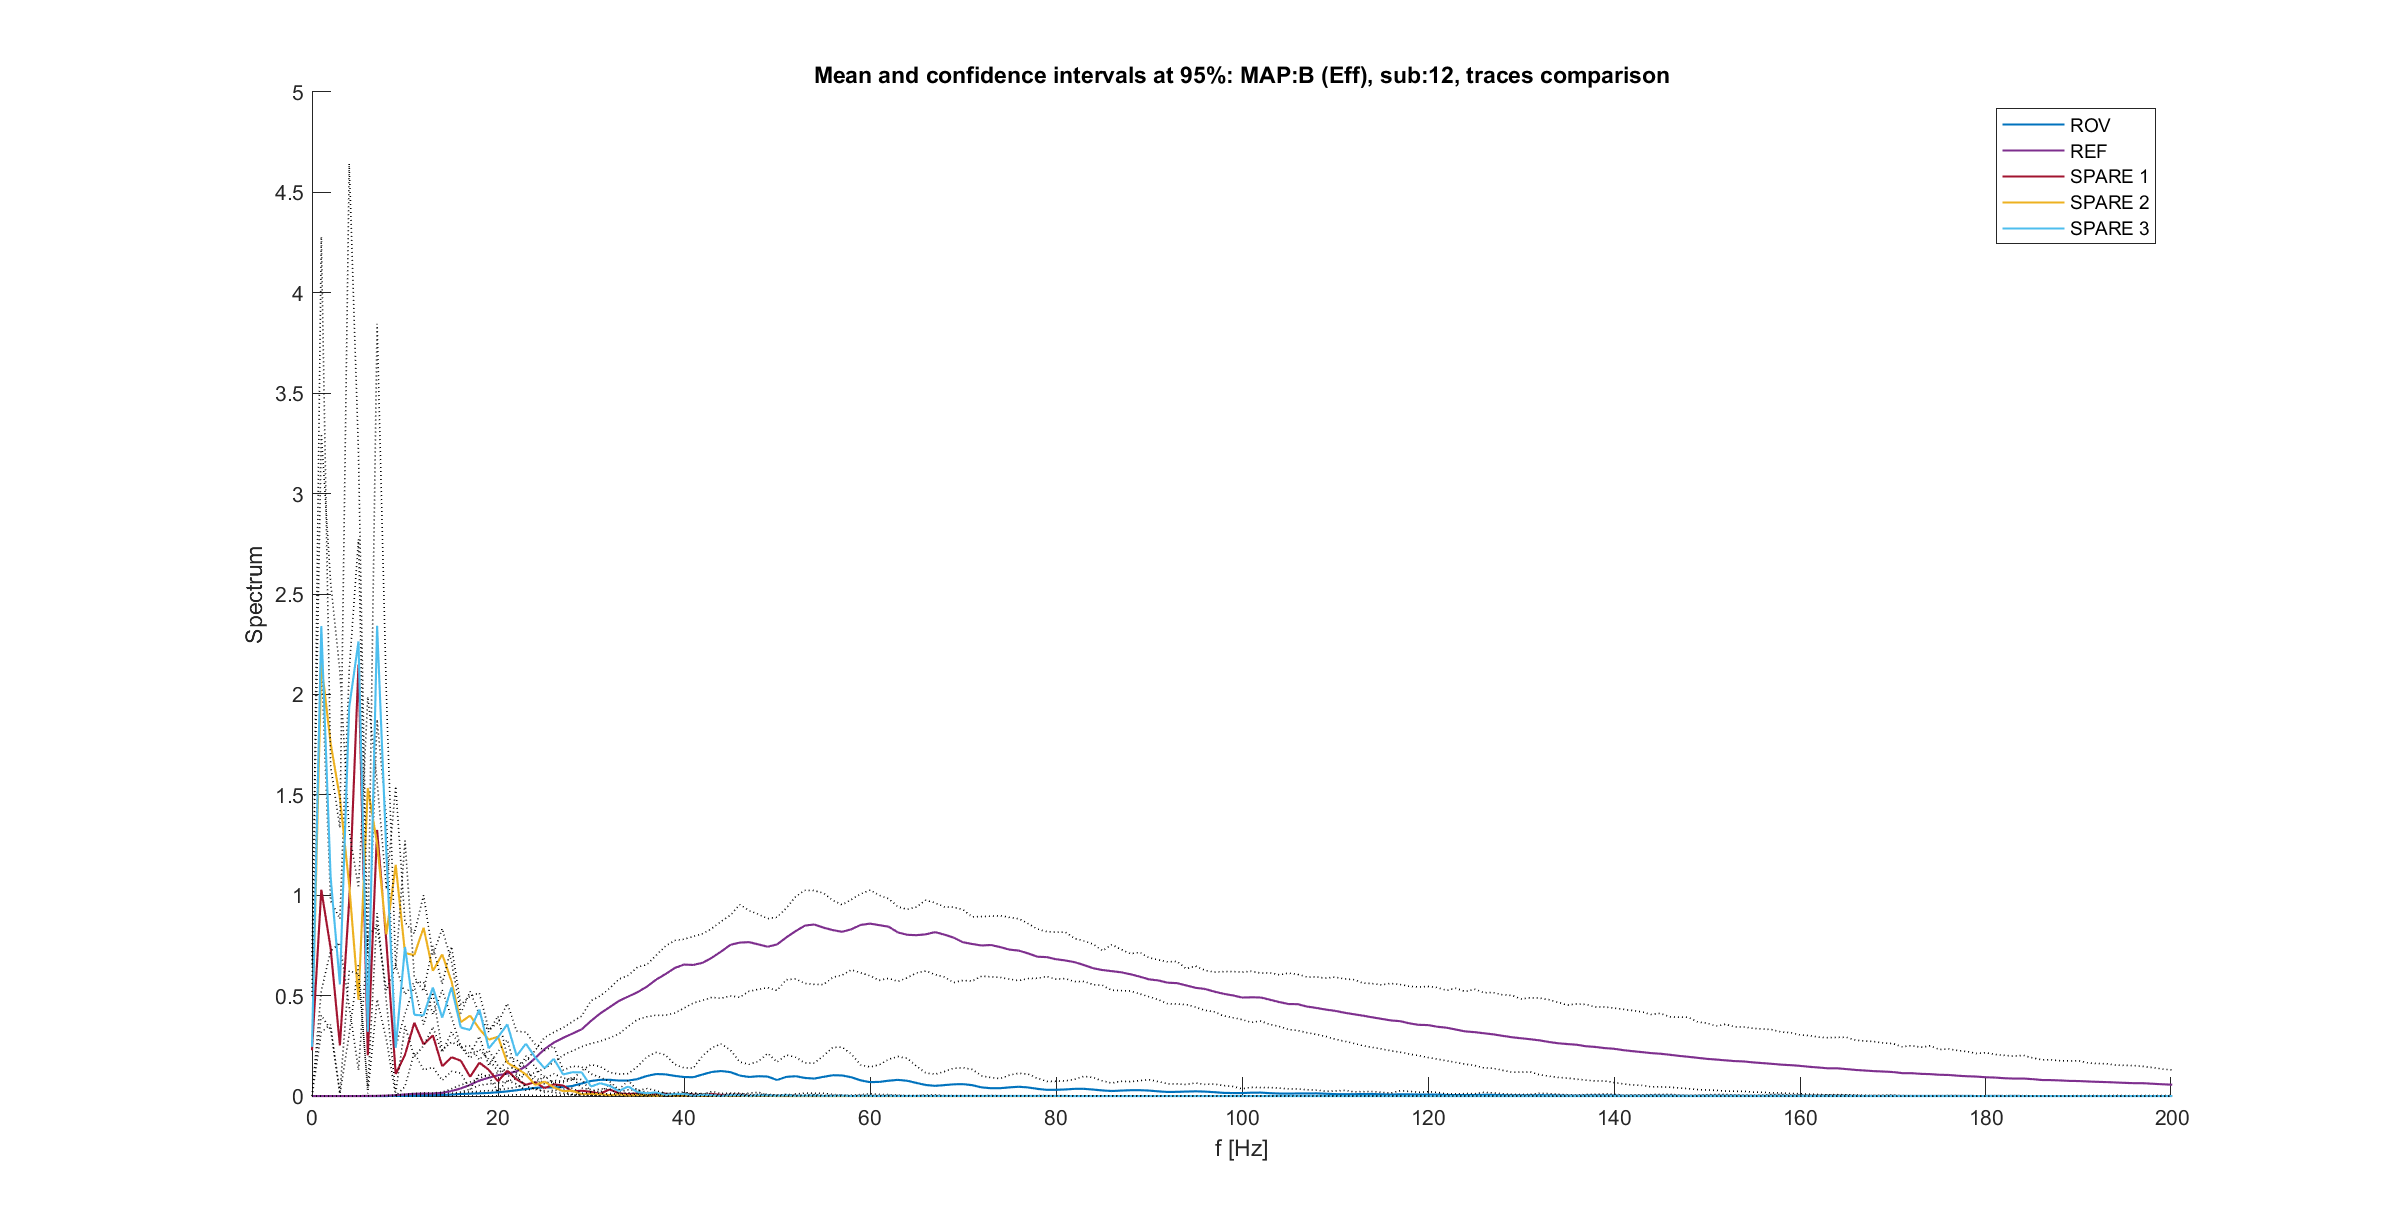 Mean and confidence intervals at 95%: MAP:B (Eff), sub:12, traces comparison
5
4.5
4
3.5
3
2.5
2
1.5
1
0.5
0
Spectrum
ROV
REF
SPARE 1
SPARE 2
SPARE 3
0 20 40 60 80 100 120 140 160 180 200
f [Hz]